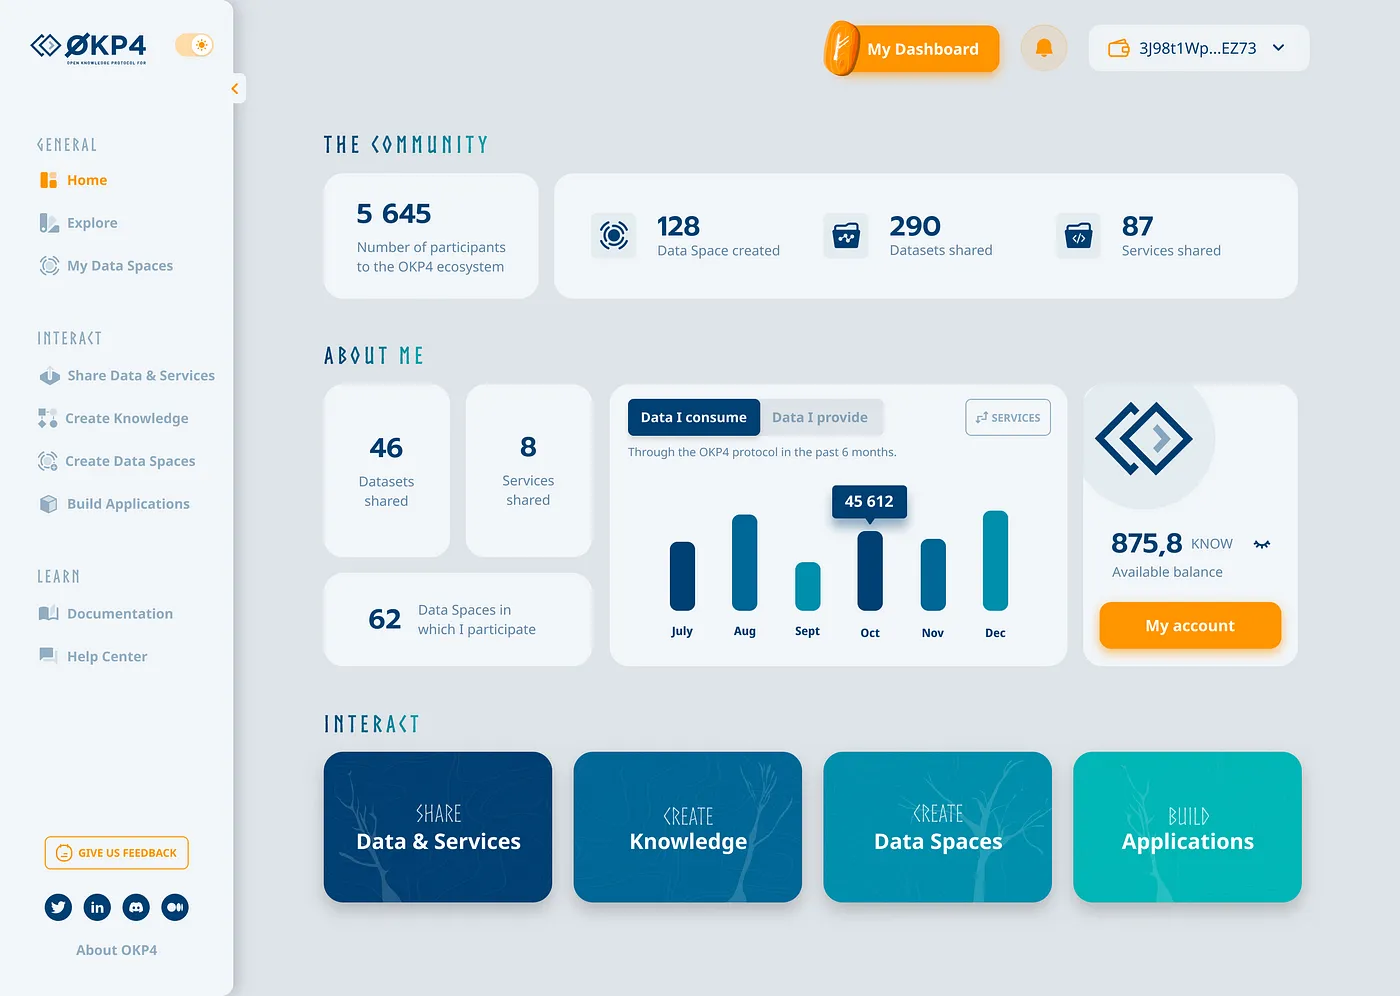 ØKP4
OPEN KNOWLEDGE PROTOCOL FOR
GENERAL
Home
Explore
My Data Spaces
INTERACT
Share Data & Services
Create Knowledge
Create Data Spaces
Build Applications
LEARN
Documentation
Help Center
GIVE US FEEDBACK
in
About OKP4
My Dashboard
3J98t1Wp...EZ73
THE COMMUNITY
5 645
Number of participants
to the OKP4 ecosystem
128
Data Space created
290
Datasets shared
87
Services shared
ABOUT ME
46
Datasets
shared
8
Services
shared
62
Data Spaces in
which I participate
Data I consume
Data I provide
SERVICES
Through the OKP4 protocol in the past 6 months.
45 612
July
Aug
Sept
Oct
Nov
Dec
875,8 KNOW
Available balance
My account
INTERACT
SHARE
Data & Services
CREATE
Knowledge
CREATE
Data Spaces
BUILD
Applications